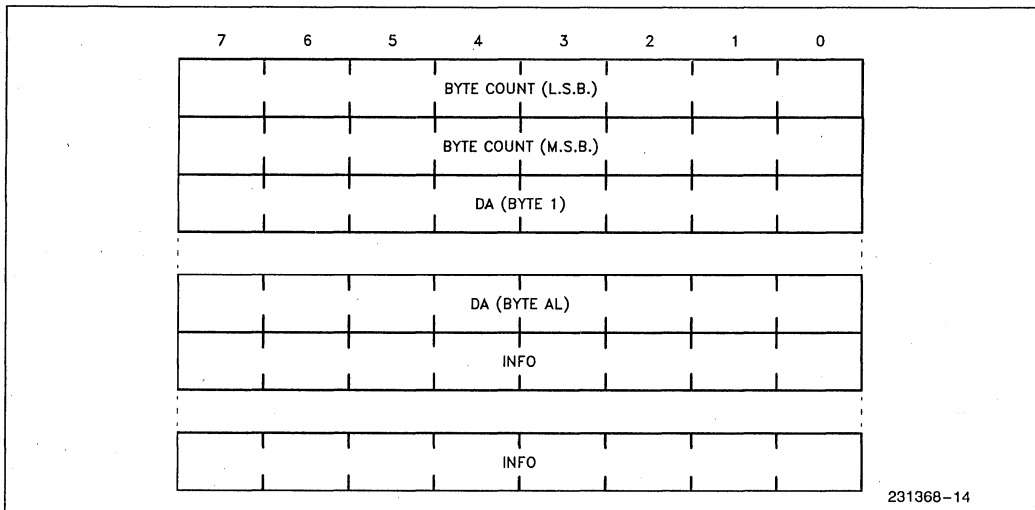 7 6 5 4 3 2 1 0
BYTE COUNT (L.S.B.)
BYTE COUNT (M.S.B.)
DA (BYTE 1)
DA (BYTE AL)
INFO
INFO
231368-14